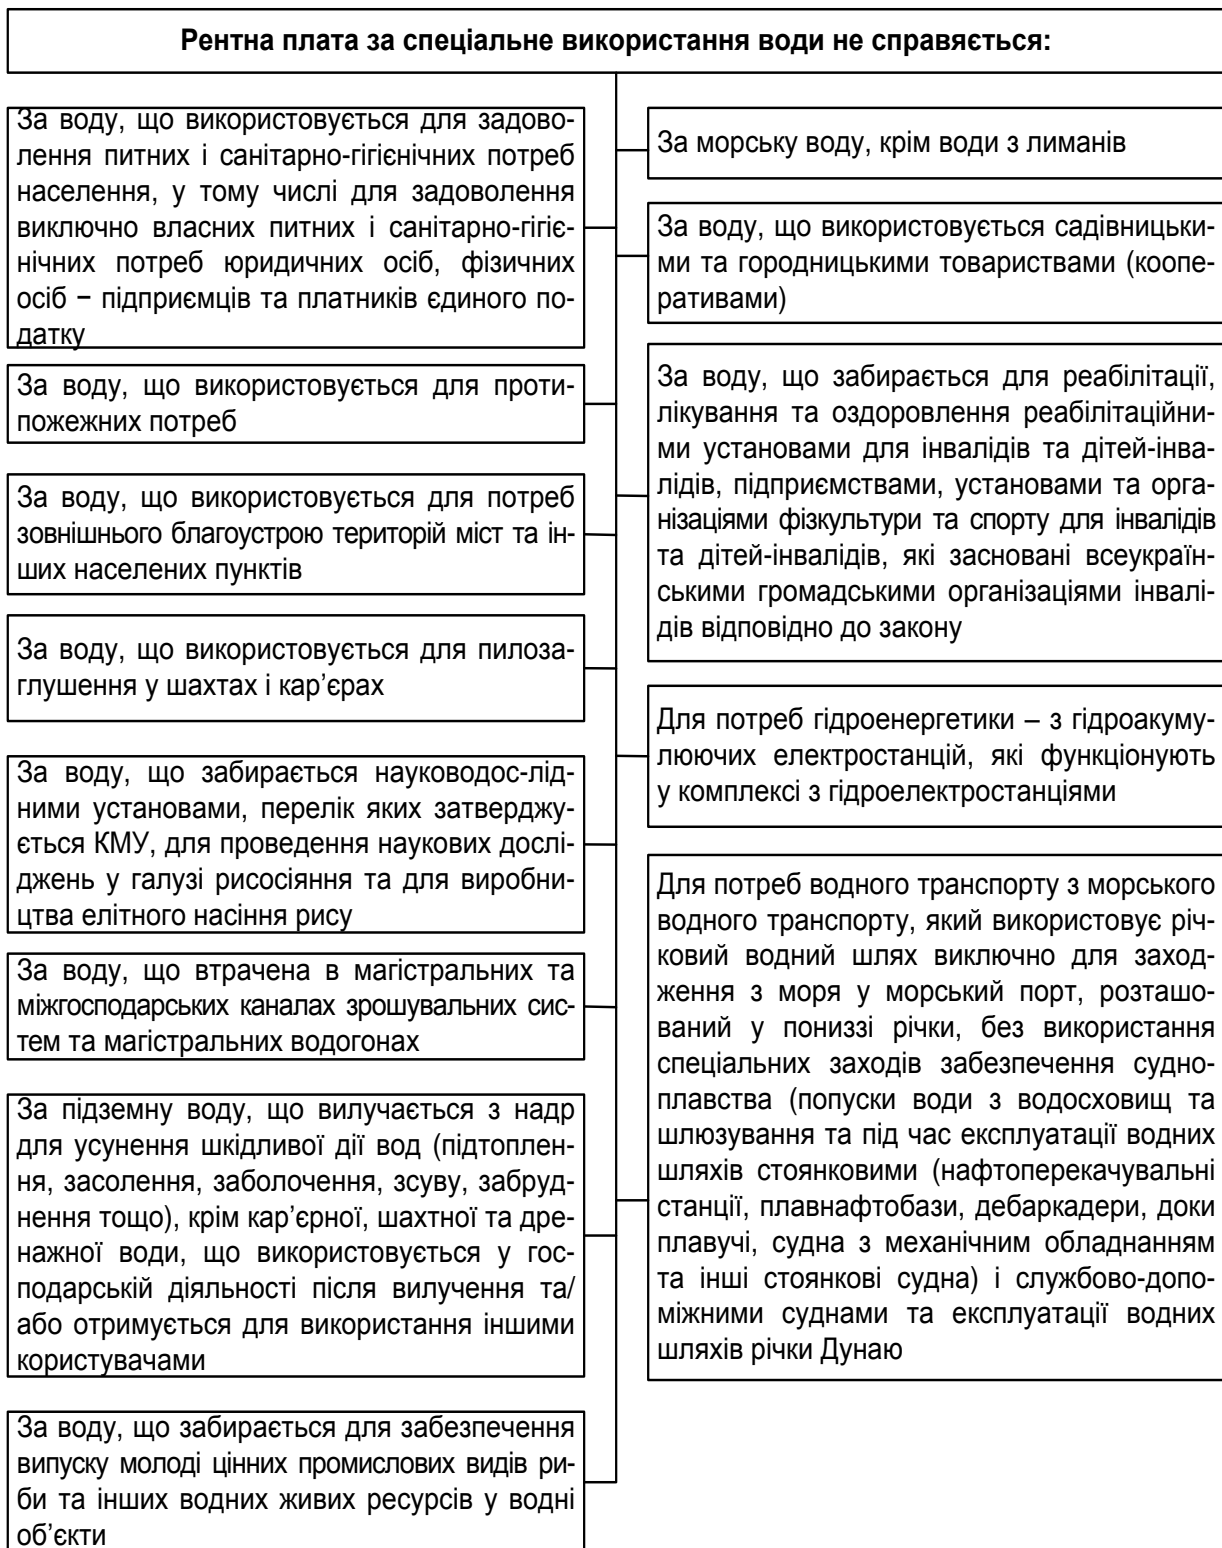 Рентна плата за спеціальне використання води не справяється:
За воду, що використовується для задово-
лення питних і санітарно-гігієнічних потреб
населення, у тому числі для задоволення
виключно власних питних і санітарно-гігіє-
нічних потреб юридичних осіб, фізичних
осіб – підприємців та платників єдиного по-
датку
За воду, що використовується для проти-
пожежних потреб
За воду, що використовується для потреб
зовнішнього благоустрою територій міст та ін-
ших населених пунктів
За воду, що використовується для пилоза-
глушення у шахтах і кар’єрах
За воду, що забирається науководос-лід-
ними установами, перелік яких затверджу-
ється КМУ, для проведення наукових дослі-
джень у галузі рисосіяння та для виробни-
цтва елітного насіння рису
За воду, що втрачена в магістральних та
міжгосподарських каналах зрошувальних сис-
тем та магістральних водогонах
За підземну воду, що вилучається з надр
для усунення шкідливої дії вод (підтоплен-
ня, засолення, заболочення, зсуву, забруд-
нення тощо), крім кар’єрної, шахтної та дре-
нажної води, що використовується у гос-
подарській діяльності після вилучення та/
або отримується для використання іншими
користувачами
За воду, що забирається для забезпечення
випуску молоді цінних промислових видів ри-
би та інших водних живих ресурсів у водні
об’єкти
За морську воду, крім води з лиманів
За воду, що використовується садівницьки-
ми та городницькими товариствами (коопе-
ративами)
За воду, що забирається для реабілітації,
лікування та оздоровлення реабілітаційни-
ми установами для інвалідів та дітей-інва-
лідів, підприємствами, установами та орга-
нізаціями фізкультури та спорту для інвалідів
та дітей-інвалідів, які засновані всеукраїн-
ськими громадськими організаціями інвалі-
дів відповідно до закону
Для потреб гідроенергетики – з гідроакуму-
люючих електростанцій, які функціонують
у комплексі з гідроелектростанціями
Для потреб водного транспорту з морського
водного транспорту, який використовує річ-
ковий водний шлях виключно для заход-
ження з моря у морський порт, розташо-
ваний у пониззі річки, без використання
спеціальних заходів забезпечення судно-
плавства (попуски води з водосховищ та
шлюзування та під час експлуатації водних
шляхів стоянковими (нафтоперекачувальні
станції, плавнафтобази, дебаркадери, доки
плавучі, судна з механічним обладнанням
та інші стоянкові судна) і службово-допо-
міжними суднами та експлуатації водних
шляхів річки Дунаю